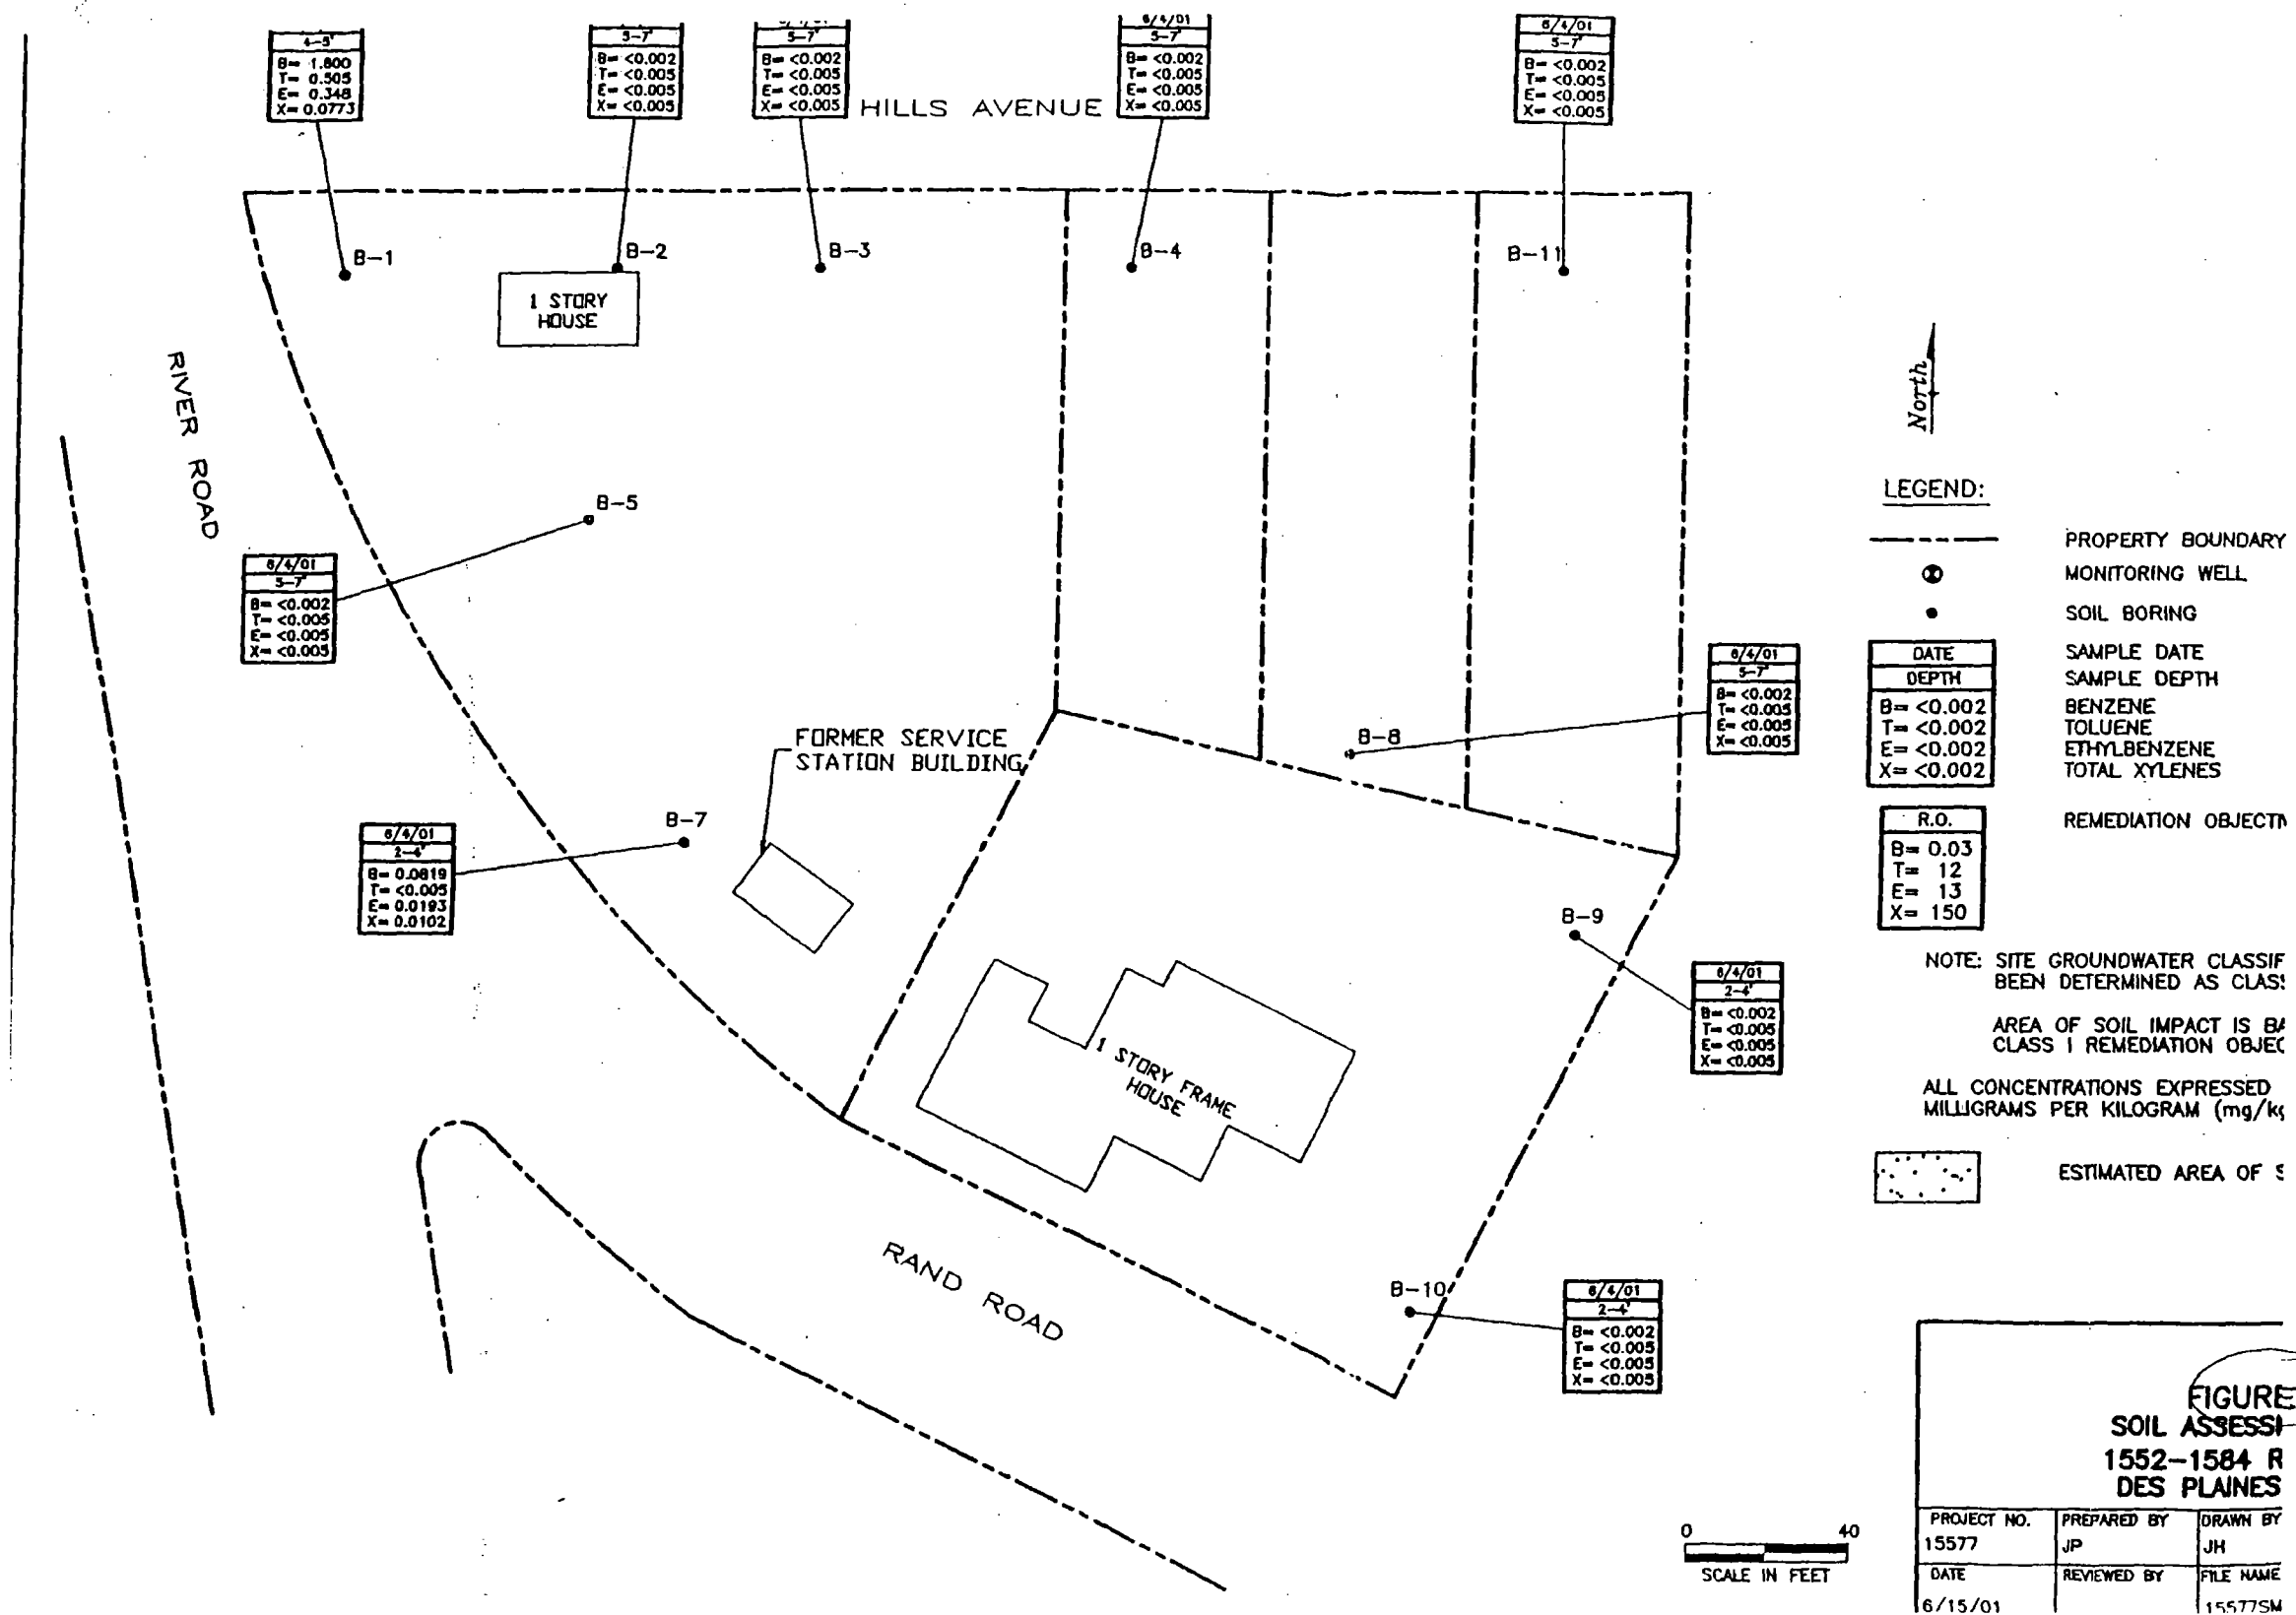 4-5'
B= 1.800
T= 0.505
E= 0.348
X= 0.0773
5-7'
B= <0.002
T= <0.005
E= <0.005
X= <0.005
5-7'
B= <0.002
T= <0.005
E= <0.005
X= <0.005
HILLS AVENUE
6/4/01
5-7'
B= <0.002
T= <0.005
E= <0.005
X= <0.005
6/4/01
5-7'
B= <0.002
T= <0.005
E= <0.005
X= <0.005
B-1
B-2
B-3
B-4
B-11
1 STORY
HOUSE
RIVER ROAD
North
B-5
6/4/01
5-7'
B= <0.002
T= <0.005
E= <0.005
X= <0.005
LEGEND:
PROPERTY BOUNDARY
MONITORING WELL
SOIL BORING
DATE
SAMPLE DATE
DEPTH
SAMPLE DEPTH
B= <0.002
BENZENE
T= <0.002
TOLUENE
E= <0.002
ETHYLBENZENE
X= <0.002
TOTAL XYLENES
6/4/01
5-7'
B= <0.002
T= <0.005
E= <0.005
X= <0.005
B-8
FORMER SERVICE
STATION BUILDING
R.O.
REMEDIATION
B= 0.03
T= 12
E= 13
X= 150
B-7
6/4/01
2-4'
B= 0.0819
T= <0.005
E= 0.0193
X= 0.0102
B-9
6/4/01
2-4'
B= <0.002
T= <0.005
E= <0.005
X= <0.005
NOTE: SITE GROUNDWATER CLASSIF
BEEN DETERMINED AS
AREA OF SOIL IMPACT IS
CLASS I REMEDIATION OBJEC
ALL CONCENTRATIONS EXPRESSED
MILLIGRAMS PER KILOGRAM (mg/kg
1 STORY FRAME
HOUSE
ESTIMATED AREA OF
RAND ROAD
B-10
6/4/01
2-4'
B= <0.002
T= <0.005
E= <0.005
X= <0.005
FIGURE
SOIL ASSESS
1552-1584 R
DES PLAINES
0 40
SCALE IN FEET
PROJECT NO.
15577
PREPARED BY
JP
DRAWN BY
JH
DATE
6/15/01
REVIEWED BY
FILE NAME
15577SM